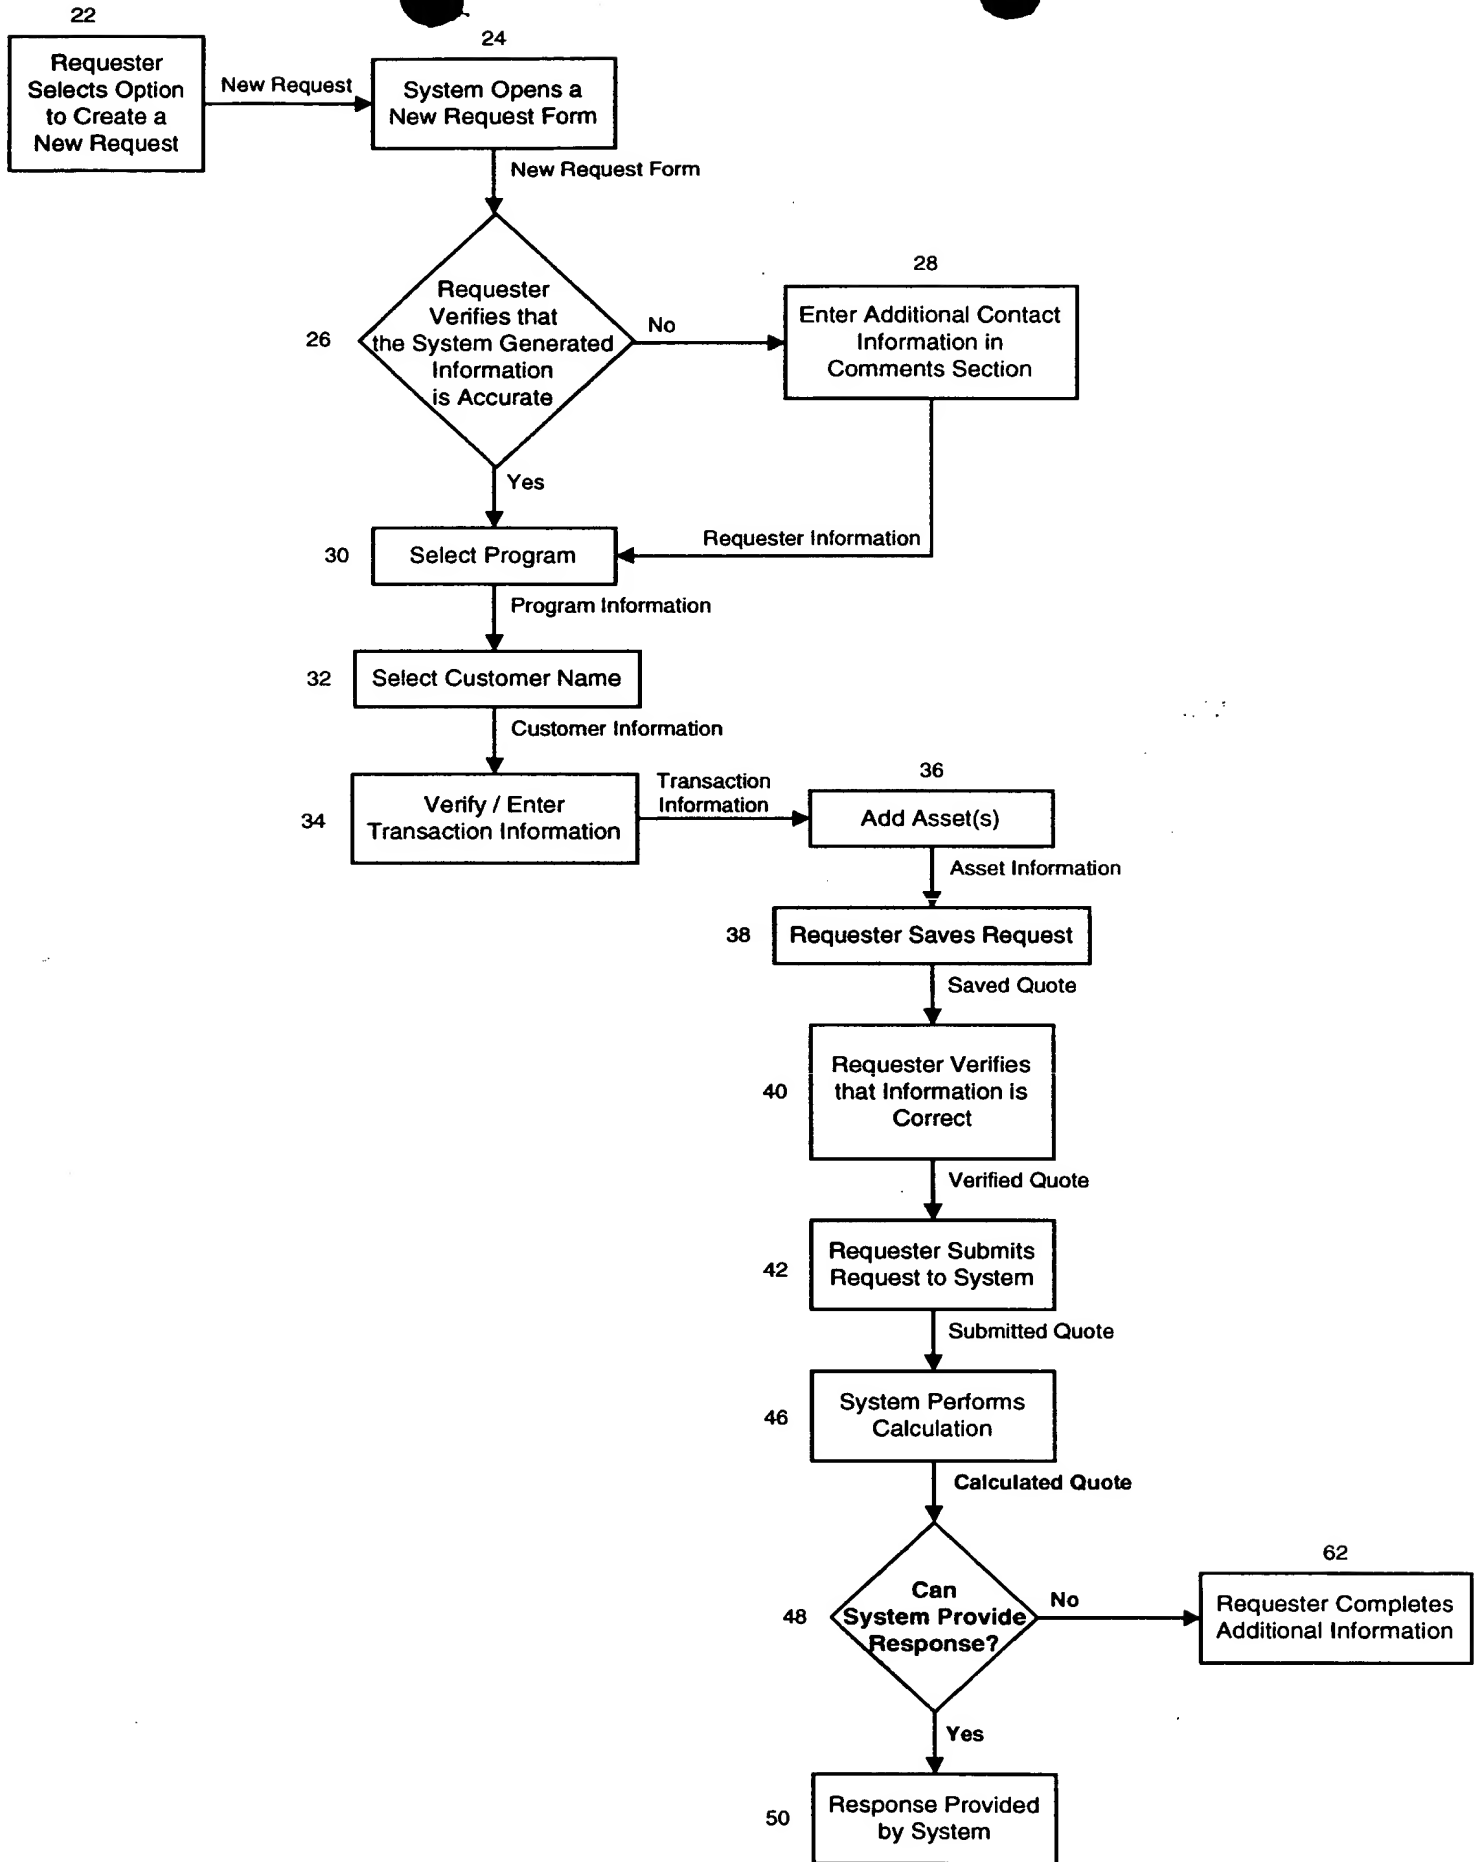 22
Requester
Selects Option
to Create a
New Request
New Request
24
System Opens a
New Request Form
New Request Form
26
Requester
Verifies that
the System Generated
Information
is Accurate
No
28
Enter Additional Contact
Information in
Comments Section
Yes
Requester Information
30
Select Program
Program Information
32
Select Customer Name
Customer Information
34
Verify / Enter
Transaction Information
Transaction
Information
36
Add Asset(s)
Asset Information
38
Requester Saves Request
Saved Quote
40
Requester Verifies
that Information is
Correct
Verified Quote
42
Requester Submits
Request to System
Submitted Quote
46
System Performs
Calculation
Calculated Quote
48
Can
System Provide
Response?
No
62
Requester Completes
Additional Information
Yes
50
Response Provided
by System